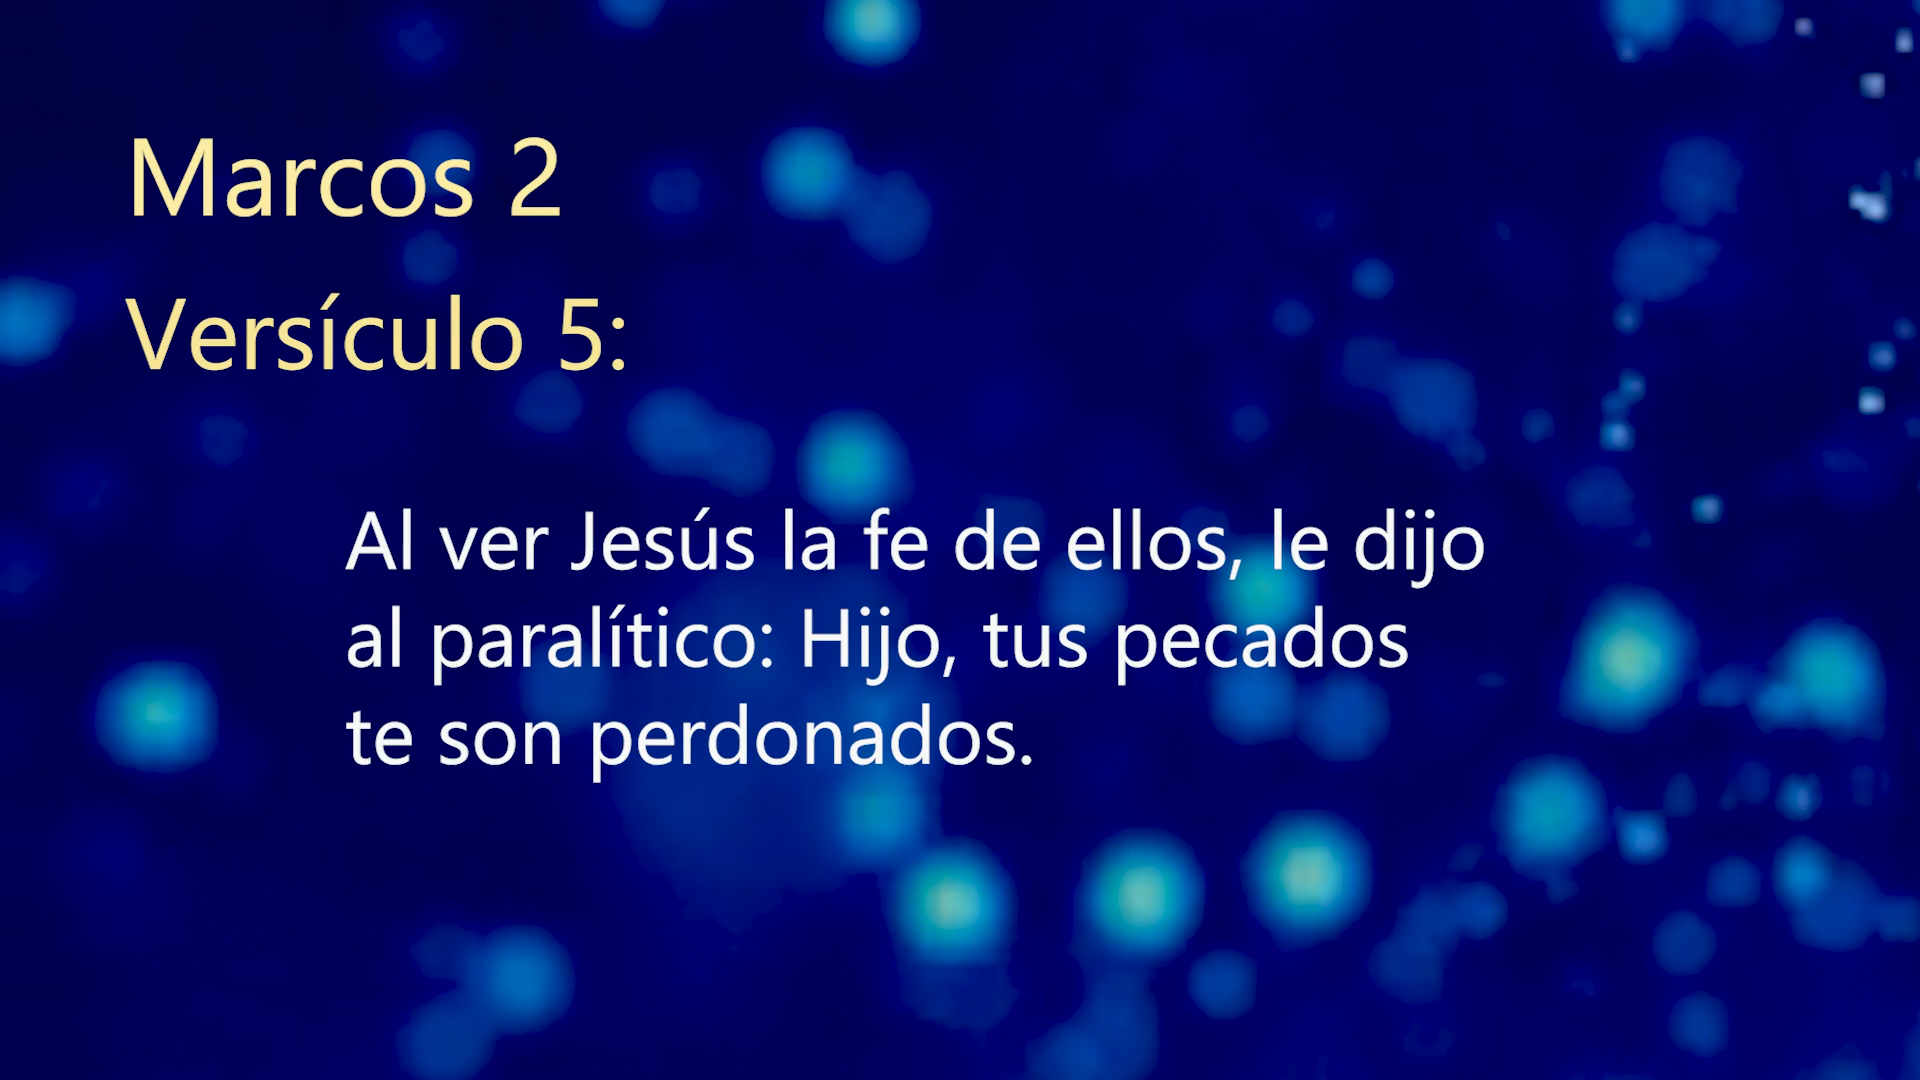 Marcos 2
Versículo 5:
Al ver Jesús la fe de ellos, le dijo
al paralítico: Hijo, tus pecados
te son perdonados.